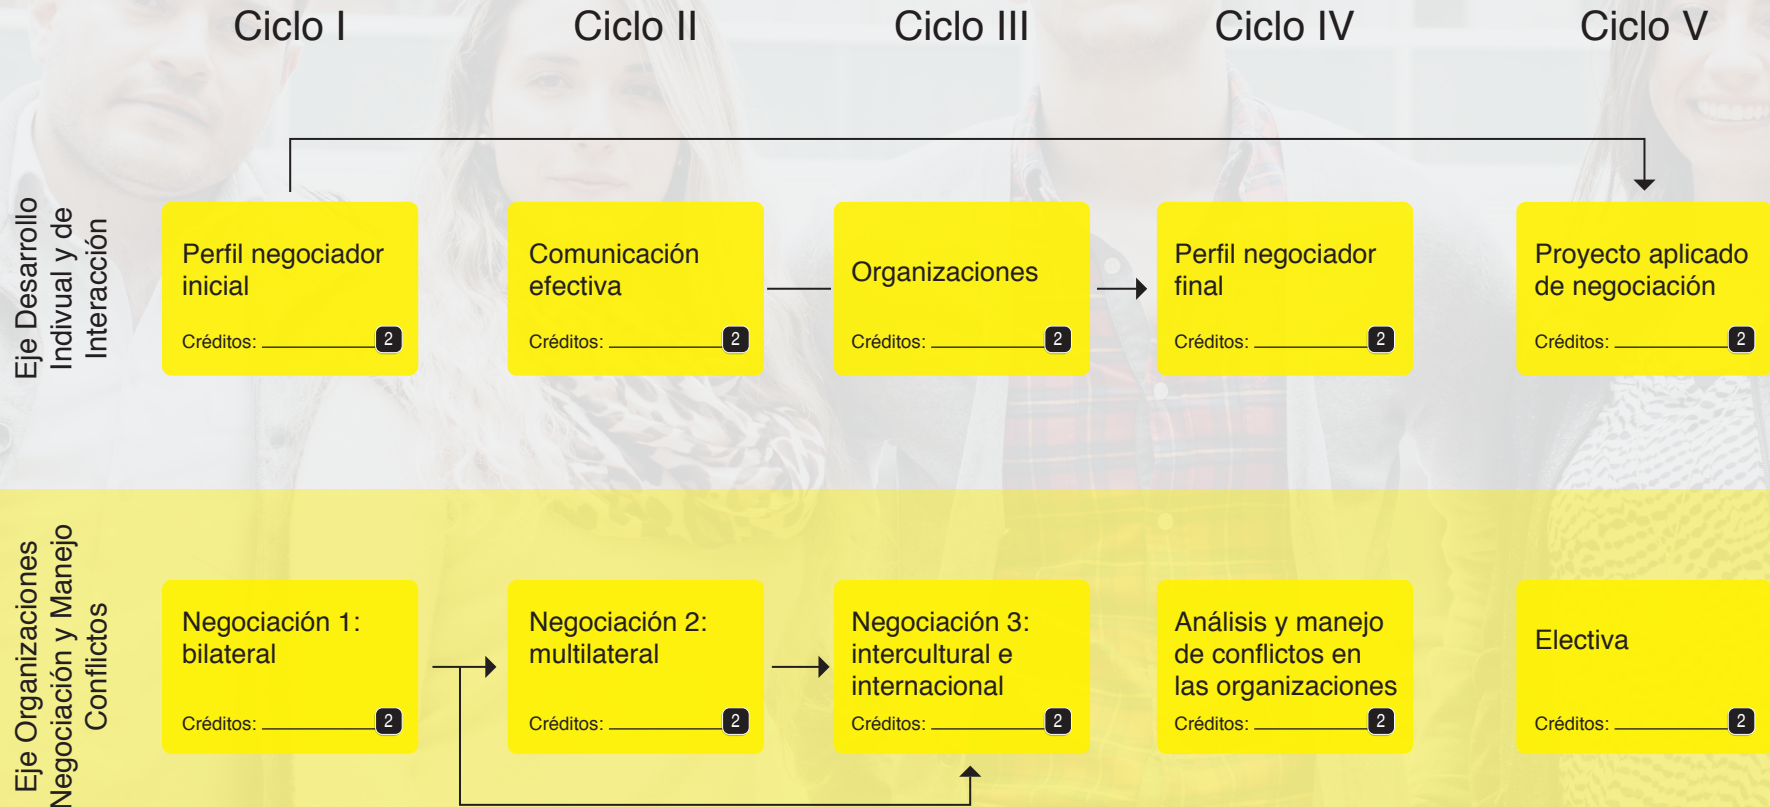 Ciclo I
Ciclo II
Ciclo III
Ciclo IV
Ciclo V
Eje Desarrollo
Indivual y de
Interacción
Perfil negociador
inicial
Créditos: 2
Comunicación
efectiva
Créditos: 2
Organizaciones
Créditos: 2
Perfil negociador
final
Créditos: 2
Proyecto aplicado
de negociación
Créditos: 2
Eje Organizaciones
Negociación y Manejo
Conflictos
Negociación 1:
bilateral
Créditos: 2
Negociación 2:
multilateral
Créditos: 2
Negociación 3:
intercultural e
internacional
Créditos: 2
Análisis y manejo
de conflictos en
las organizaciones
Créditos: 2
Electiva
Créditos: 2